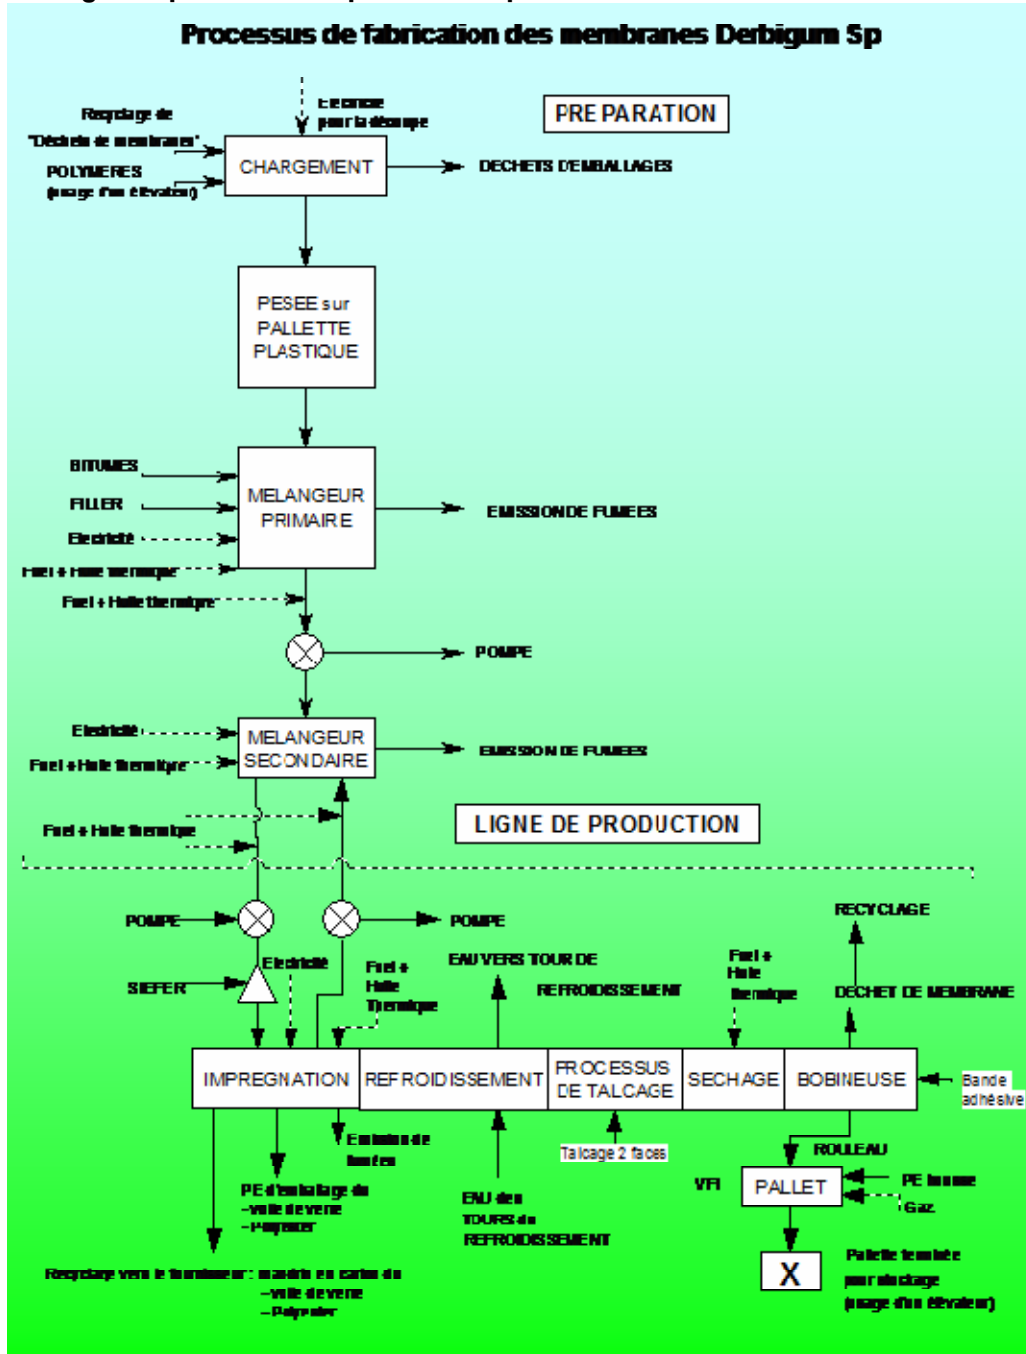 Processus de fabrication des membranes Derbigum Sp
PREPARATION
Electricité
pour la découpe
Recyclage de
"Déchets de membranes"
POLYMERES
(usage d'un élévateur)
CHARGEMENT
DECHETS D'EMBALLAGES
PESEE sur
PALLETTE
PLASTIQUE
BITUMES
FILLER
Electricité
Fuel + Huile thermique
MELANGEUR
PRIMAIRE
EMISSION DE FUMEES
Fuel + Huile thermique
POMPE
Electricité
Fuel + Huile thermique
MELANGEUR
SECONDAIRE
EMISSION DE FUMEES
Fuel + Huile thermique
LIGNE DE PRODUCTION
POMPE
POMPE
SIEFER
Electricité
Fuel +
Huile
Thermique
EAU VERS TOUR DE
REFROIDISSEMENT
Fuel +
Huile
thermique
RECYCLAGE
DECHET DE MEMBRANE
IMPREGNATION
REFROIDISSEMENT
PROCESSUS
DE TALCAGE
SECHAGE
BOBINEUSE
Bande
adhésive
Emission de
fumées
PE d'emballage du
- voile de verre
- Polyester
Recyclage vers le fournisseur : mandrin en carton du
- voile de verre
- Polyester
EAU des
TOURS de
REFROIDISSEMENT
Talcage 2 faces
ROULEAU
VFI
PALLET
PE housse
Gaz
X
Palette terminée
pour stockage
(usage d'un élévateur)